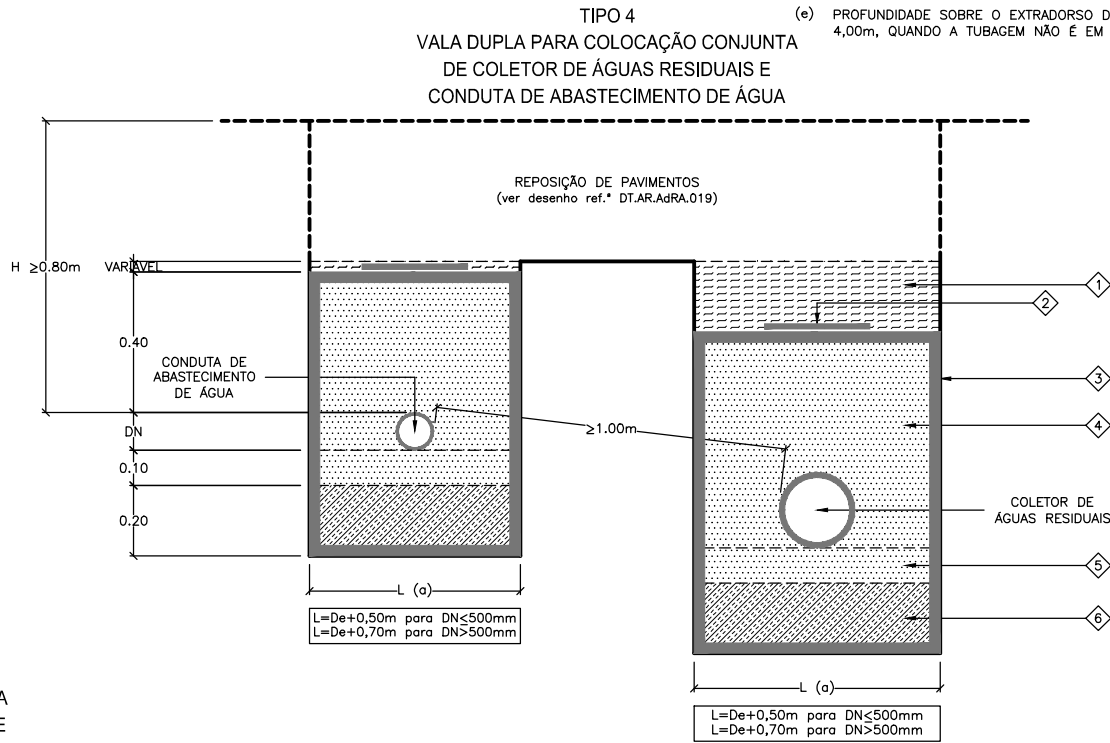 TIPO 4
VALA DUPLA PARA COLOCAÇÃO CONJUNTA
DE COLETOR DE ÁGUAS RESIDUAIS E
CONDUTA DE ABASTECIMENTO DE ÁGUA
(e) PROFUNDIDADE SOBRE O EXTRADORSO D
4,00m, QUANDO A TUBAGEM NÃO É EM
REPOSIÇÃO DE PAVIMENTOS
(ver desenho ref.ª DT.AR.AdRA.019)
H ≥0.80m
VARIÁVEL
0.40
DN
0.10
0.20
CONDUTA DE
ABASTECIMENTO
DE ÁGUA
≥1.00m
1
2
3
4
COLETOR DE
ÁGUAS RESIDUAIS
5
6
L (a)
L=De+0,50m para DN≤500mm
L=De+0,70m para DN>500mm
L (a)
L=De+0,50m para DN≤500mm
L=De+0,70m para DN>500mm
A
E